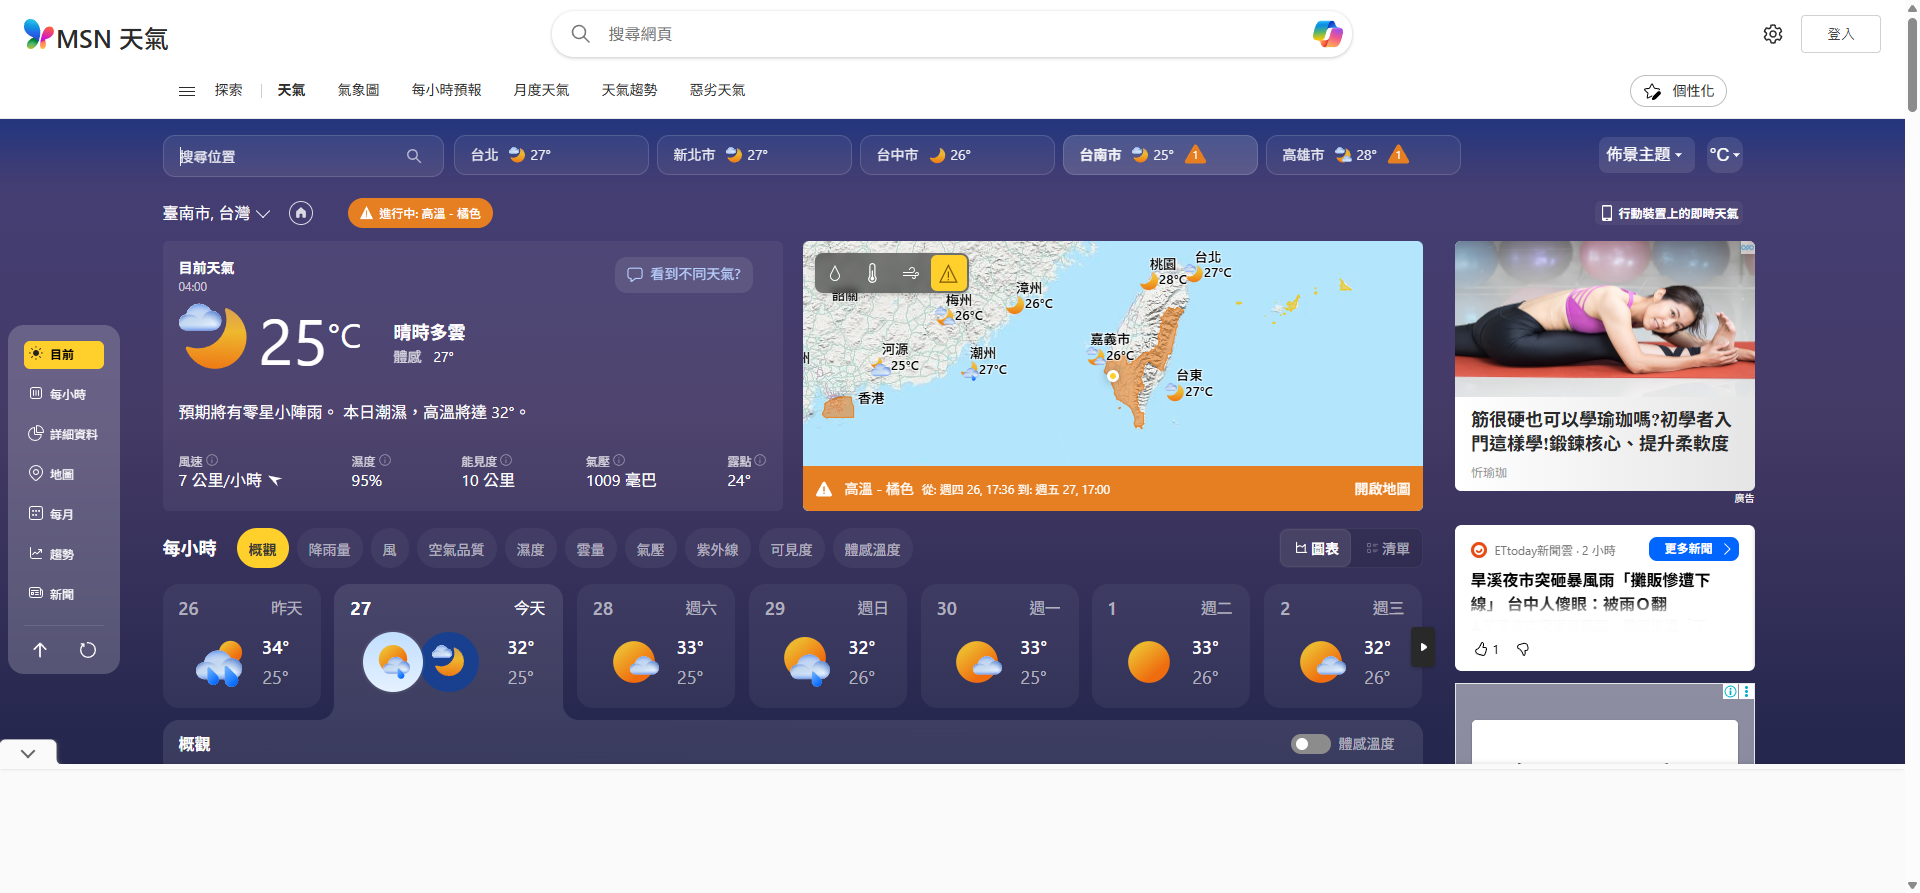 MSN 天氣
搜尋網頁
登入
探索
天氣
氣象圖
每小時預報
月度天氣
天氣趨勢
惡劣天氣
個性化
搜尋位置
台北 27°
新北市 27°
台中市 26°
台南市 25° 1
高雄市 28° 1
佈景主題
°C
臺南市, 台灣
進行中: 高溫 - 橘色
行動裝置上的即時天氣
目前天氣
04:00
看到不同天氣?
25°C
晴時多雲
體感 27°
預期將有零星小陣雨。 本日潮濕，高溫將達 32°。
風速 濕度 能見度 氣壓 露點
7 公里/小時 95% 10 公里 1009 毫巴 24°
韶關
梅州
26°C
漳州
26°C
桃園
28°C
台北
27°C
河源
25°C
潮州
27°C
嘉義市
26°C
台東
27°C
香港
高溫 - 橘色 從: 週四 26, 17:36 到: 週五 27, 17:00
開啟地圖
筋很硬也可以學瑜珈嗎?初學者入
門這樣學!鍛鍊核心、提升柔軟度
忻瑜珈
廣告
目前
每小時
詳細資料
地圖
每月
趨勢
新聞
每小時
概觀
降雨量
風
空氣品質
濕度
雲量
氣壓
紫外線
可見度
體感溫度
圖表
清單
26 昨天
34°
25°
27 今天
32°
25°
28 週六
33°
25°
29 週日
32°
26°
30 週一
33°
25°
1 週二
33°
26°
2 週三
32°
26°
概觀
體感溫度
ETtoday新聞雲 · 2 小時
更多新聞
旱溪夜市突砸暴風雨「攤販慘遭下
線」 台中人傻眼：被雨Ｏ翻
1